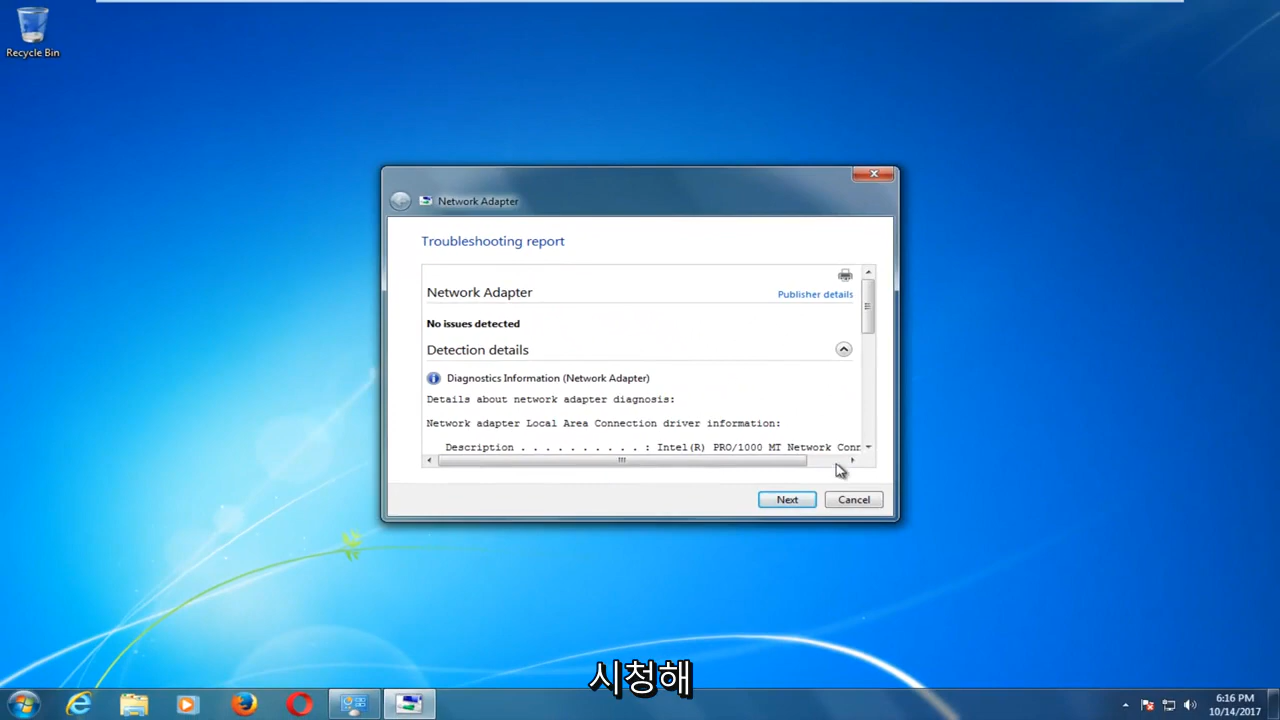 Recycle Bin
Network Adapter
Troubleshooting report
Network Adapter
Publisher details
No issues detected
Detection details
Diagnostics Information (Network Adapter)
Details about network adapter diagnosis:
Network adapter Local Area Connection driver information:
Description . . . . . . . . . . : Intel(R) PRO/1000 MT Network Conn
Next
Cancel
시청해
6:16 PM
10/14/2017